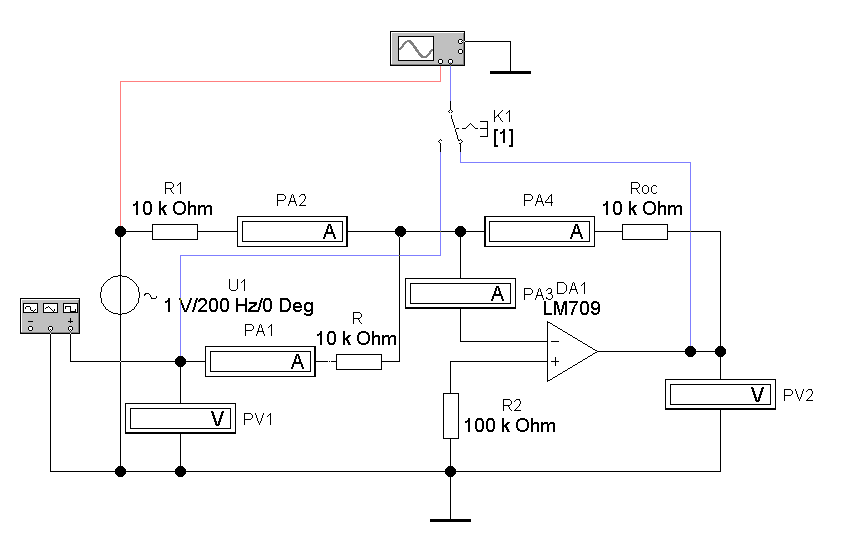 K1
[1]
R1
10 k Ohm
PA2
A
PA4
A
Roc
10 k Ohm
U1
1 V/200 Hz/0 Deg
A
PA3
DA1
LM709
PA1
A
R
10 k Ohm
V
PV1
R2
100 k Ohm
V
PV2